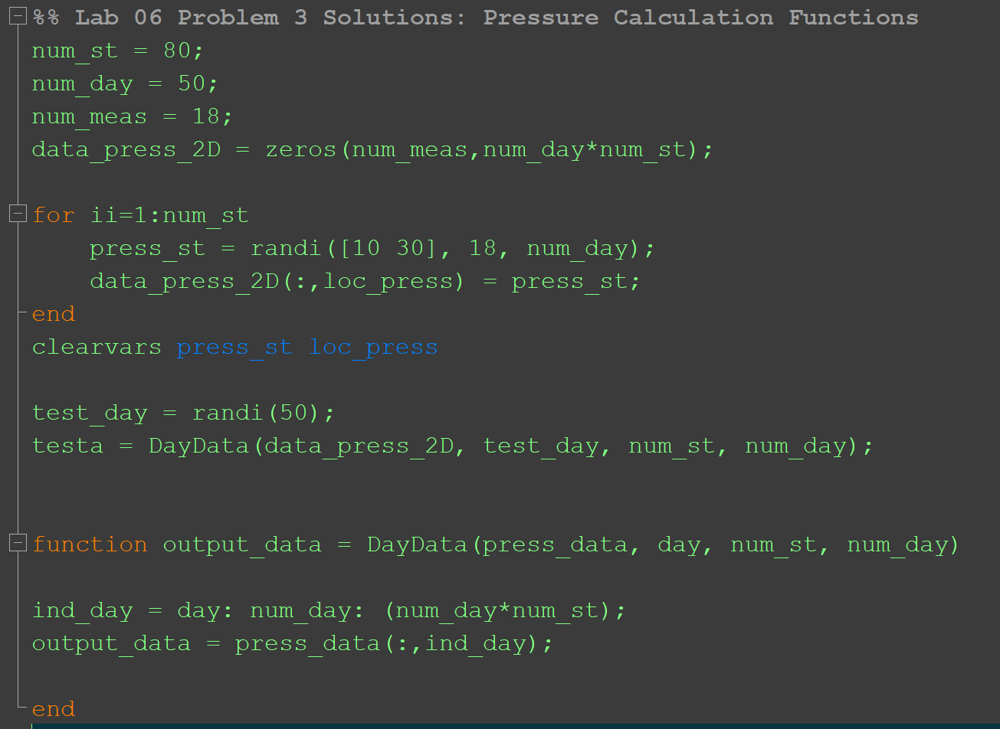 %% Lab 06 Problem 3 Solutions: Pressure Calculation Functions
num_st = 80;
num_day = 50;
num_meas = 18;
data_press_2D = zeros(num_meas,num_day*num_st);
for ii=1:num_st
    press_st = randi([10 30], 18, num_day);
    data_press_2D(:,loc_press) = press_st;
end
clearvars press_st loc_press
test_day = randi(50);
testa = DayData(data_press_2D, test_day, num_st, num_day);
function output_data = DayData(press_data, day, num_st, num_day)
ind_day = day: num_day: (num_day*num_st);
output_data = press_data(:,ind_day);
end